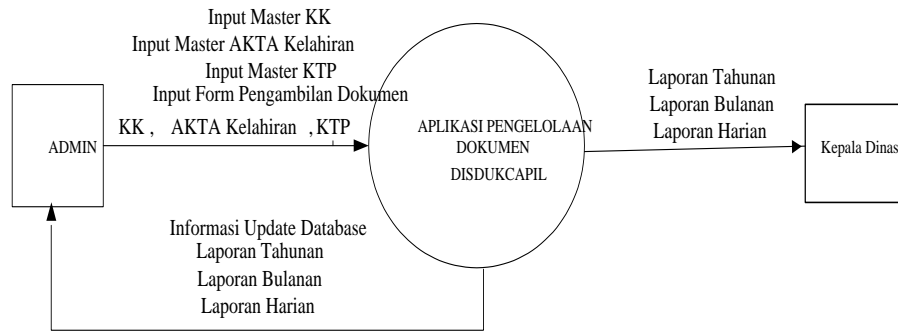 Input Master KK
Input Master AKTA Kelahiran
Input Master KTP
Input Form Pengambilan Dokumen
KK , AKTA Kelahiran , KTP
ADMIN
APLIKASI PENGELOLAAN
DOKUMEN
DISDUKCAPIL
Laporan Tahunan
Laporan Bulanan
Laporan Harian
Kepala Dinas
Informasi Update Database
Laporan Tahunan
Laporan Bulanan
Laporan Harian